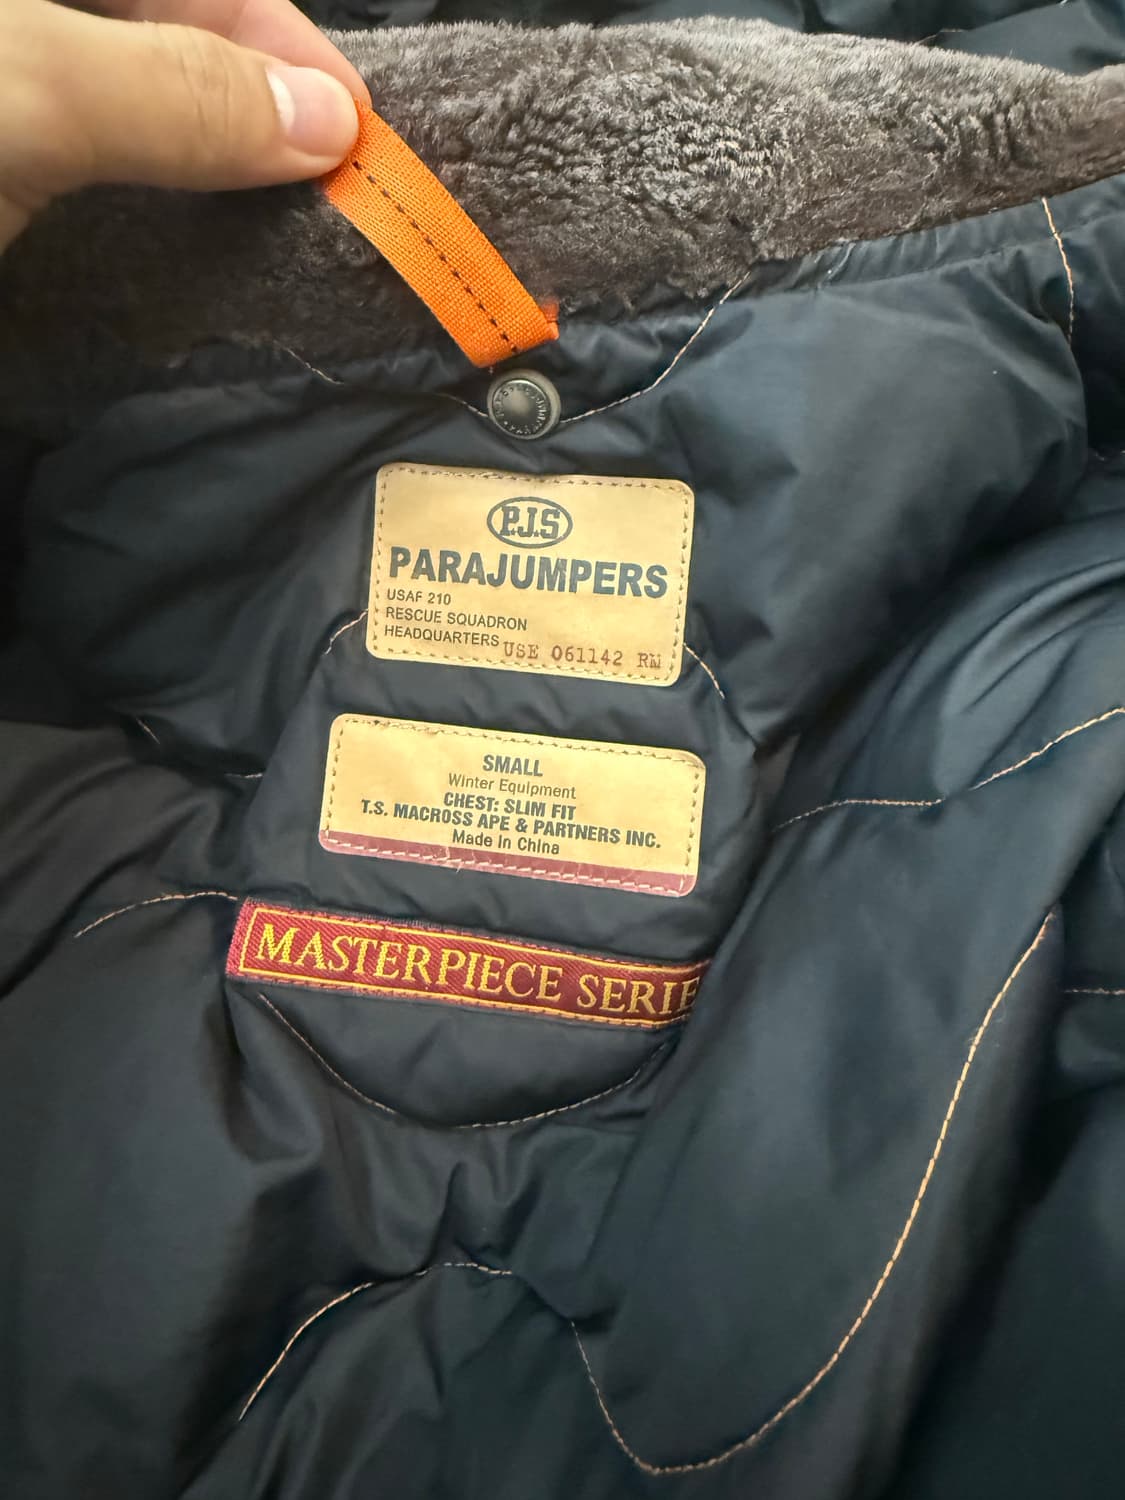 P.J.S
PARAJUMPERS
USAF 210
RESCUE SQUADRON
HEADQUARTERS USE 061142 RM
SMALL
Winter Equipment
CHEST: SLIM FIT
T.S. MACROSS APE & PARTNERS INC.
Made in China
MASTERPIECE SERIE